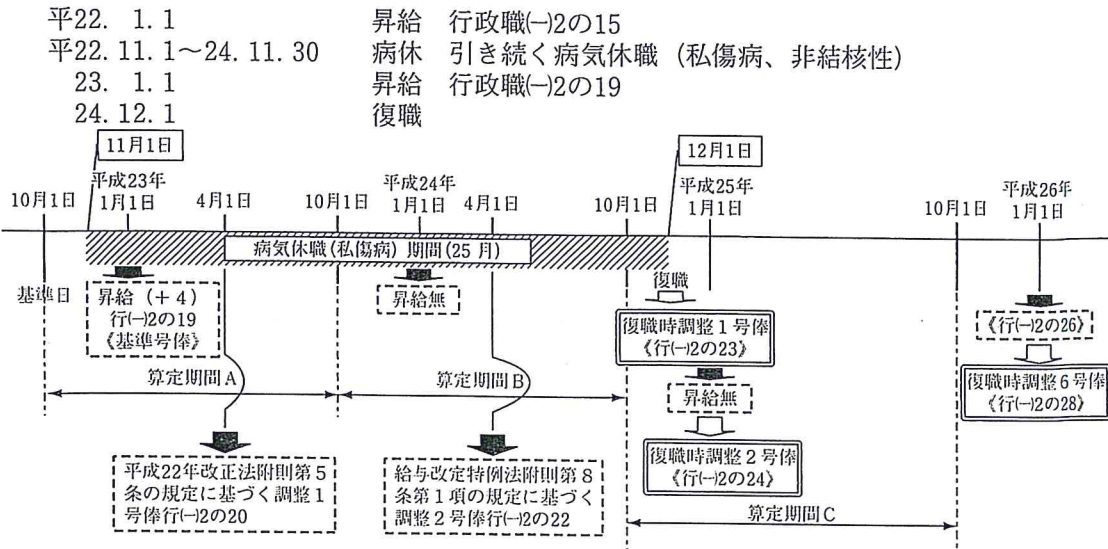 平22. 1. 1　昇給　行政職㈠2の15
平22. 11. 1～24. 11. 30　病休　引き続く病気休職（私傷病、非結核性）
23. 1. 1　昇給　行政職㈠2の19
24. 12. 1　復職
11月1日
12月1日
10月1日
平成23年
1月1日
4月1日
10月1日
平成24年
1月1日
4月1日
10月1日
平成25年
1月1日
10月1日
平成26年
1月1日
病気休職（私傷病）期間（25月）
基準日
昇給（＋4）
行㈠2の19
《基準号俸》
昇給無
復職
復職時調整1号俸
《行㈠2の23》
昇給無
復職時調整2号俸
《行㈠2の24》
《行㈠2の26》
復職時調整6号俸
《行㈠2の28》
算定期間A
算定期間B
算定期間C
平成22年改正法附則第5
条の規定に基づく調整1
号俸行㈠2の20
給与改定特例法附則第8
条第1項の規定に基づく
調整2号俸行㈠2の22